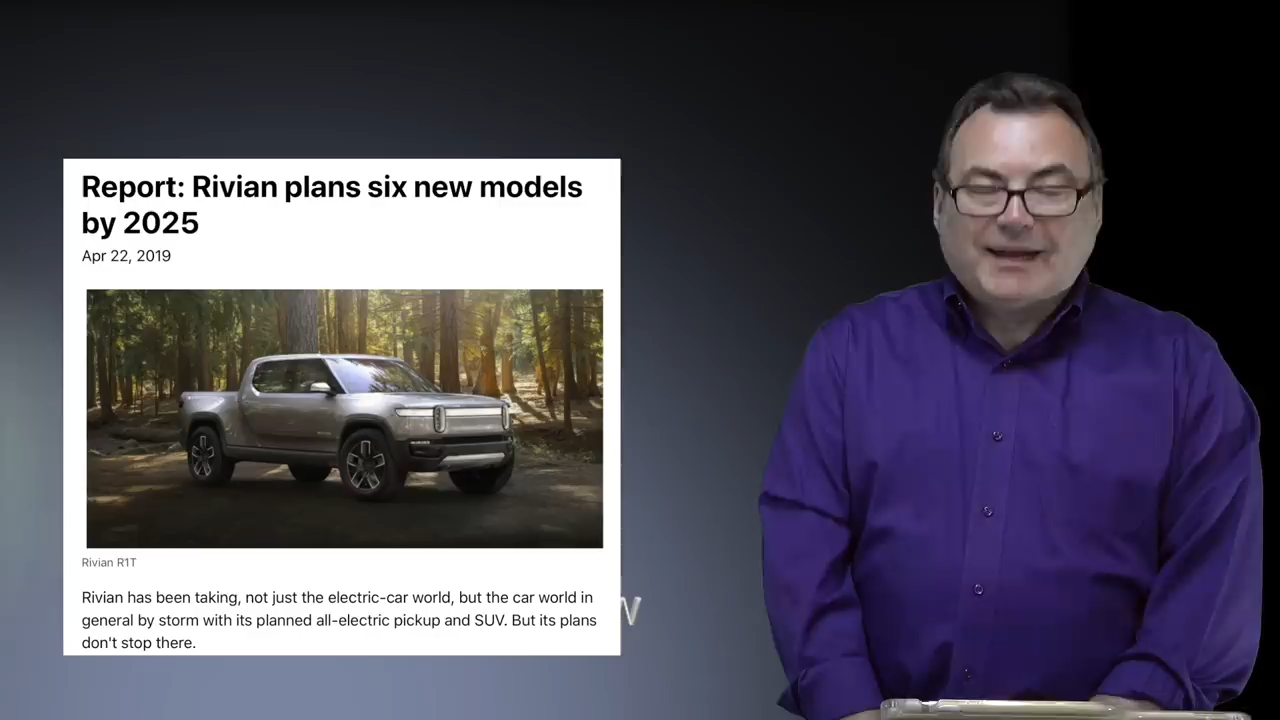 Report: Rivian plans six new models
by 2025
Apr 22, 2019
Rivian R1T
Rivian has been taking, not just the electric-car world, but the car world in
general by storm with its planned all-electric pickup and SUV. But its plans
don't stop there.